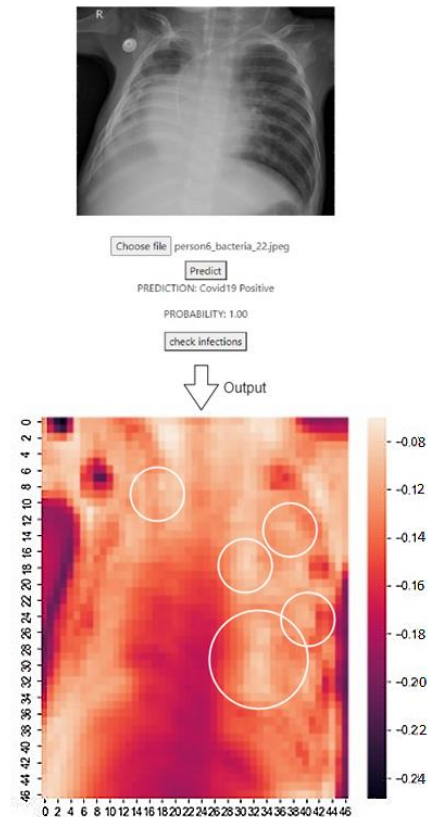 R
Choose file person6_bacteria_22.jpeg
Predict
PREDICTION: Covid19 Positive
PROBABILITY: 1.00
check infections
Output
0 2 4 6 8 10 12 14 16 18 20 22 24 26 28 30 32 34 36 38 40 42 44 46
-0.08
-0.12
-0.16
-0.18
-0.20
-0.22
-0.24
0 2 4 6 8 10 12 14 16 18 20 22 24 26 28 30 32 34 36 38 40 42 44 46